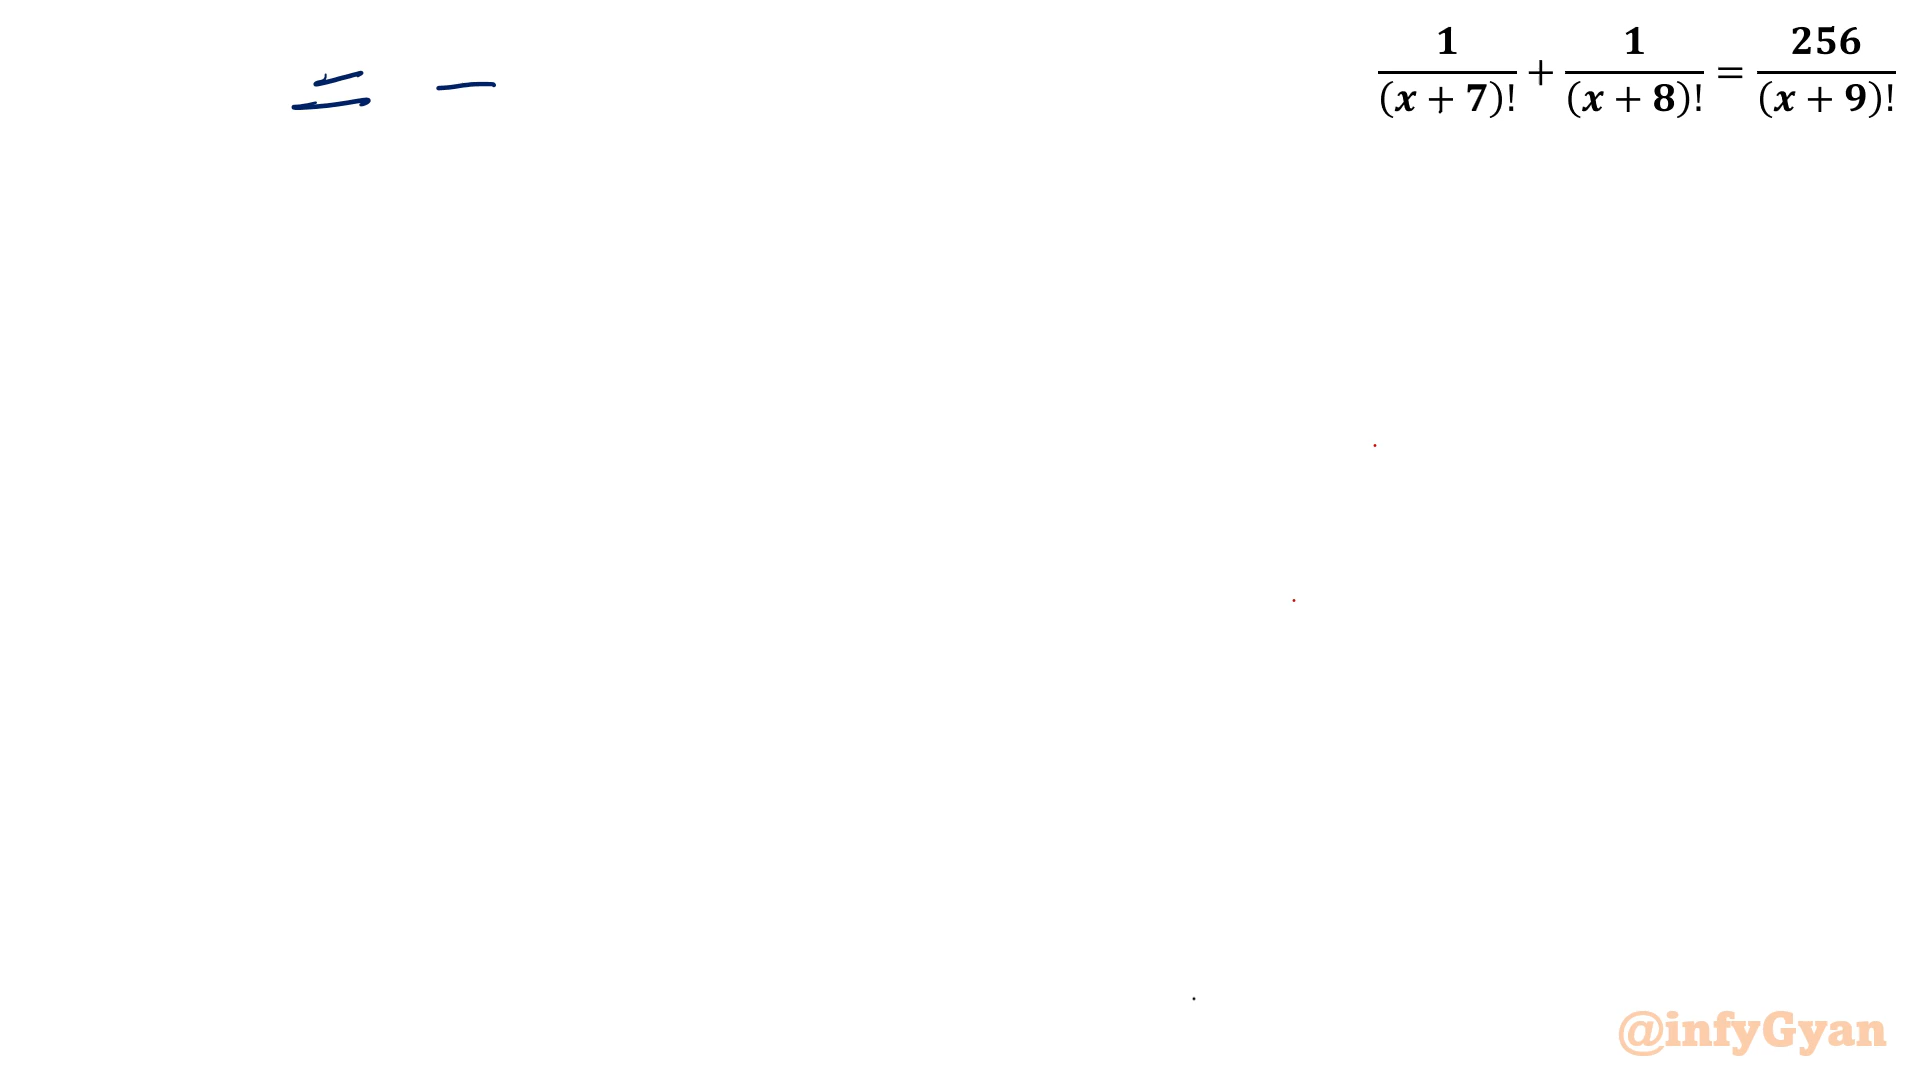 = −
1/(x + 7)! + 1/(x + 8)! = 256/(x + 9)!
@infyGyan